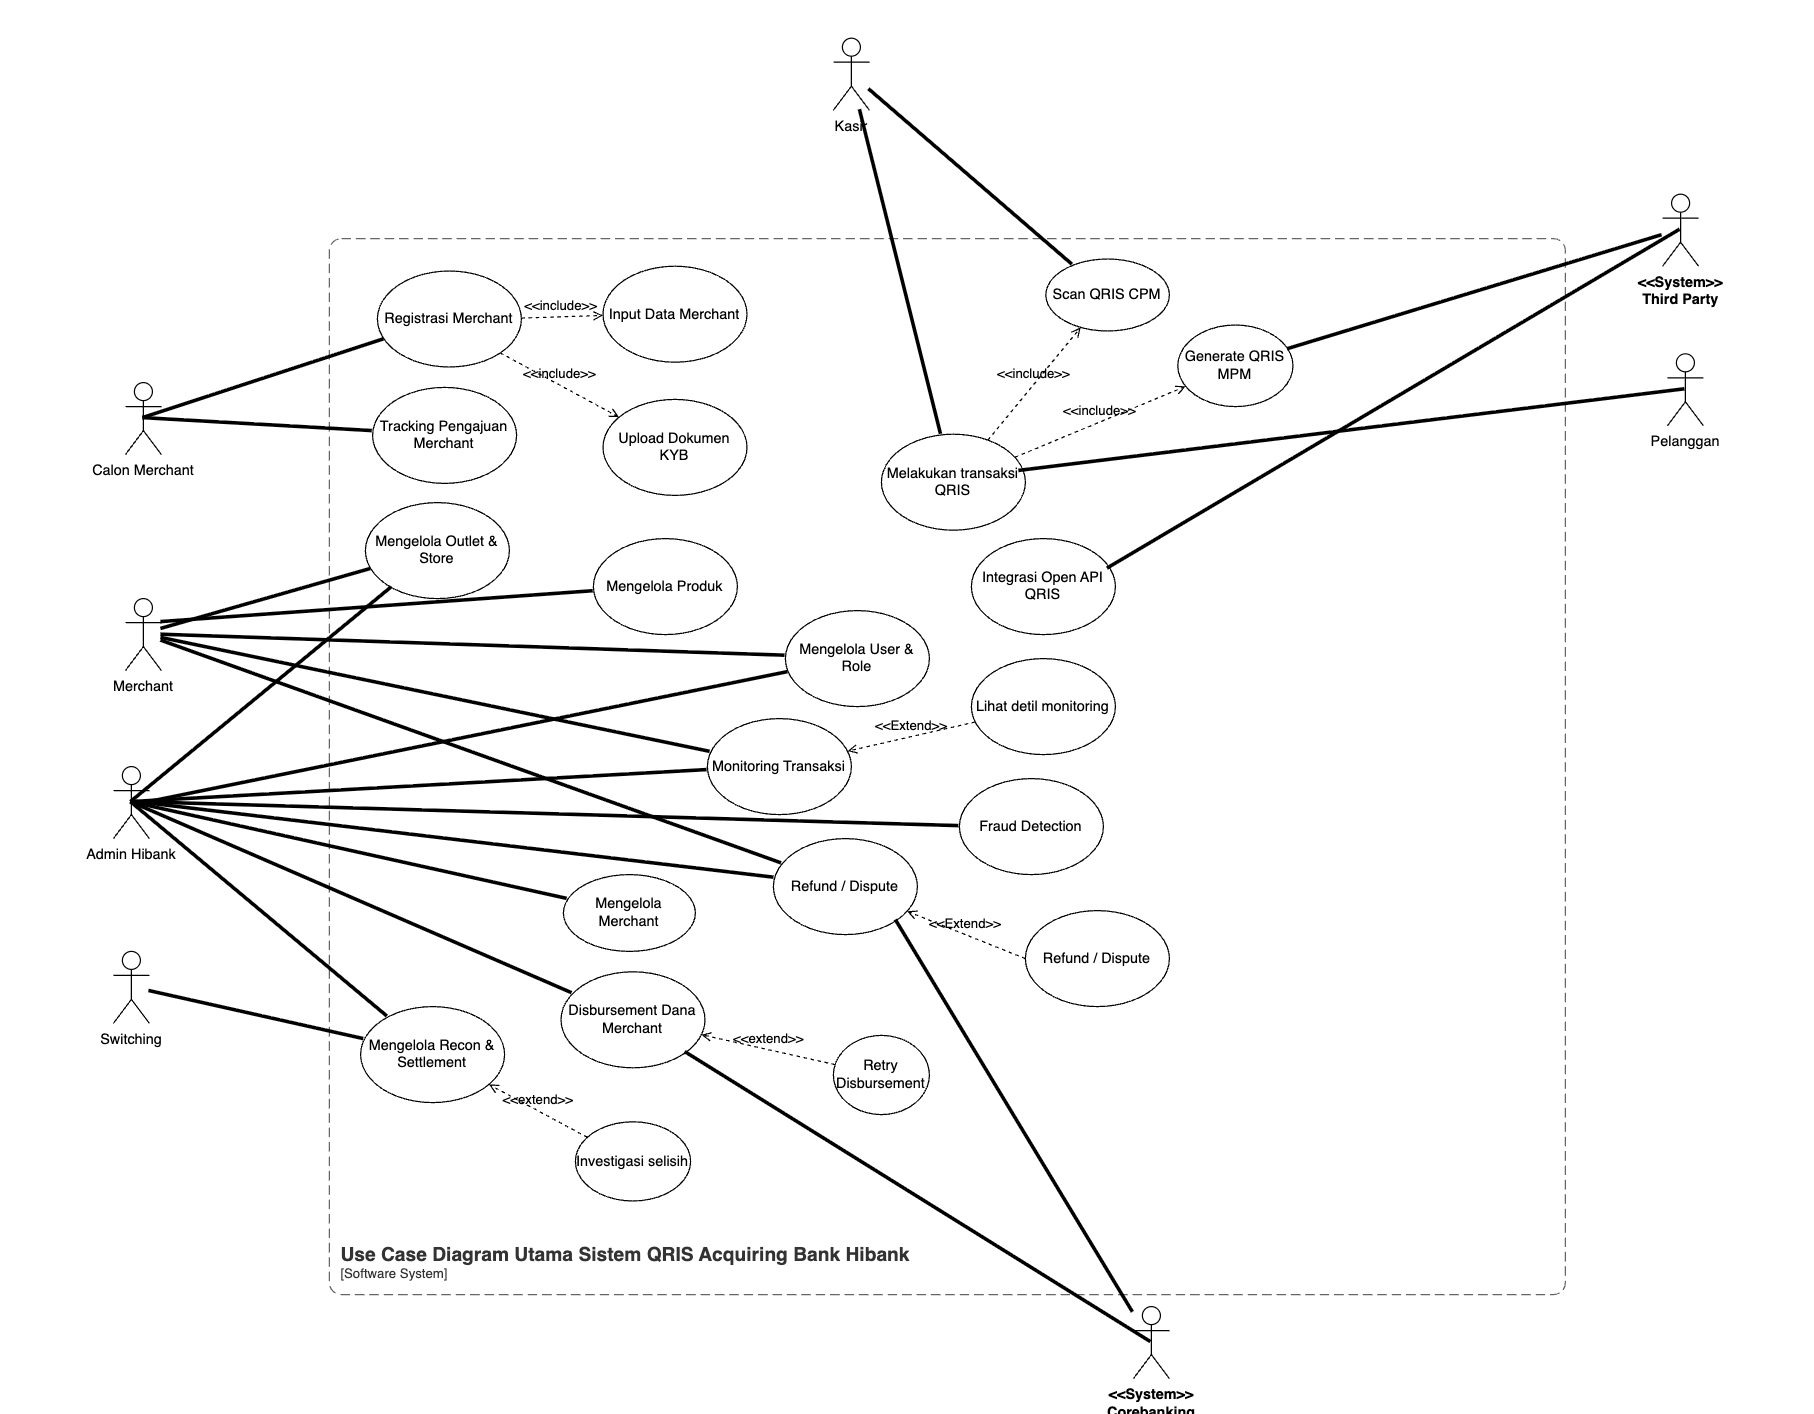 Kasir
<<System>>
Third Party
Scan QRIS CPM
Registrasi Merchant
<<include>>
Input Data Merchant
Generate QRIS
MPM
<<include>>
<<include>>
<<include>>
Tracking Pengajuan
Merchant
Upload Dokumen
KYB
Pelanggan
Calon Merchant
Melakukan transaksi
QRIS
Mengelola Outlet &
Store
Mengelola Produk
Integrasi Open API
QRIS
Merchant
Mengelola User &
Role
Lihat detil monitoring
<<Extend>>
Monitoring Transaksi
Fraud Detection
Admin Hibank
Refund / Dispute
Mengelola
Merchant
<<Extend>>
Refund / Dispute
Switching
Disbursement Dana
Merchant
<<extend>>
Mengelola Recon &
Settlement
Retry
Disbursement
<<extend>>
Investigasi selisih
Use Case Diagram Utama Sistem QRIS Acquiring Bank Hibank
[Software System]
<<System>>
Corebanking